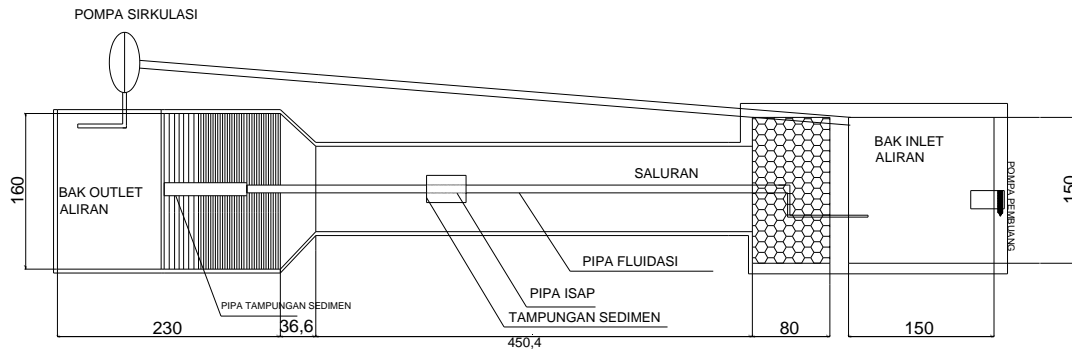 POMPA SIRKULASI
BAK INLET
ALIRAN
SALURAN
POMPA PEMBUANG
160
BAK OUTLET
ALIRAN
150
PIPA FLUIDASI
PIPA ISAP
PIPA TAMPUNGAN SEDIMEN
TAMPUNGAN SEDIMEN
230
36,6
450,4
80
150